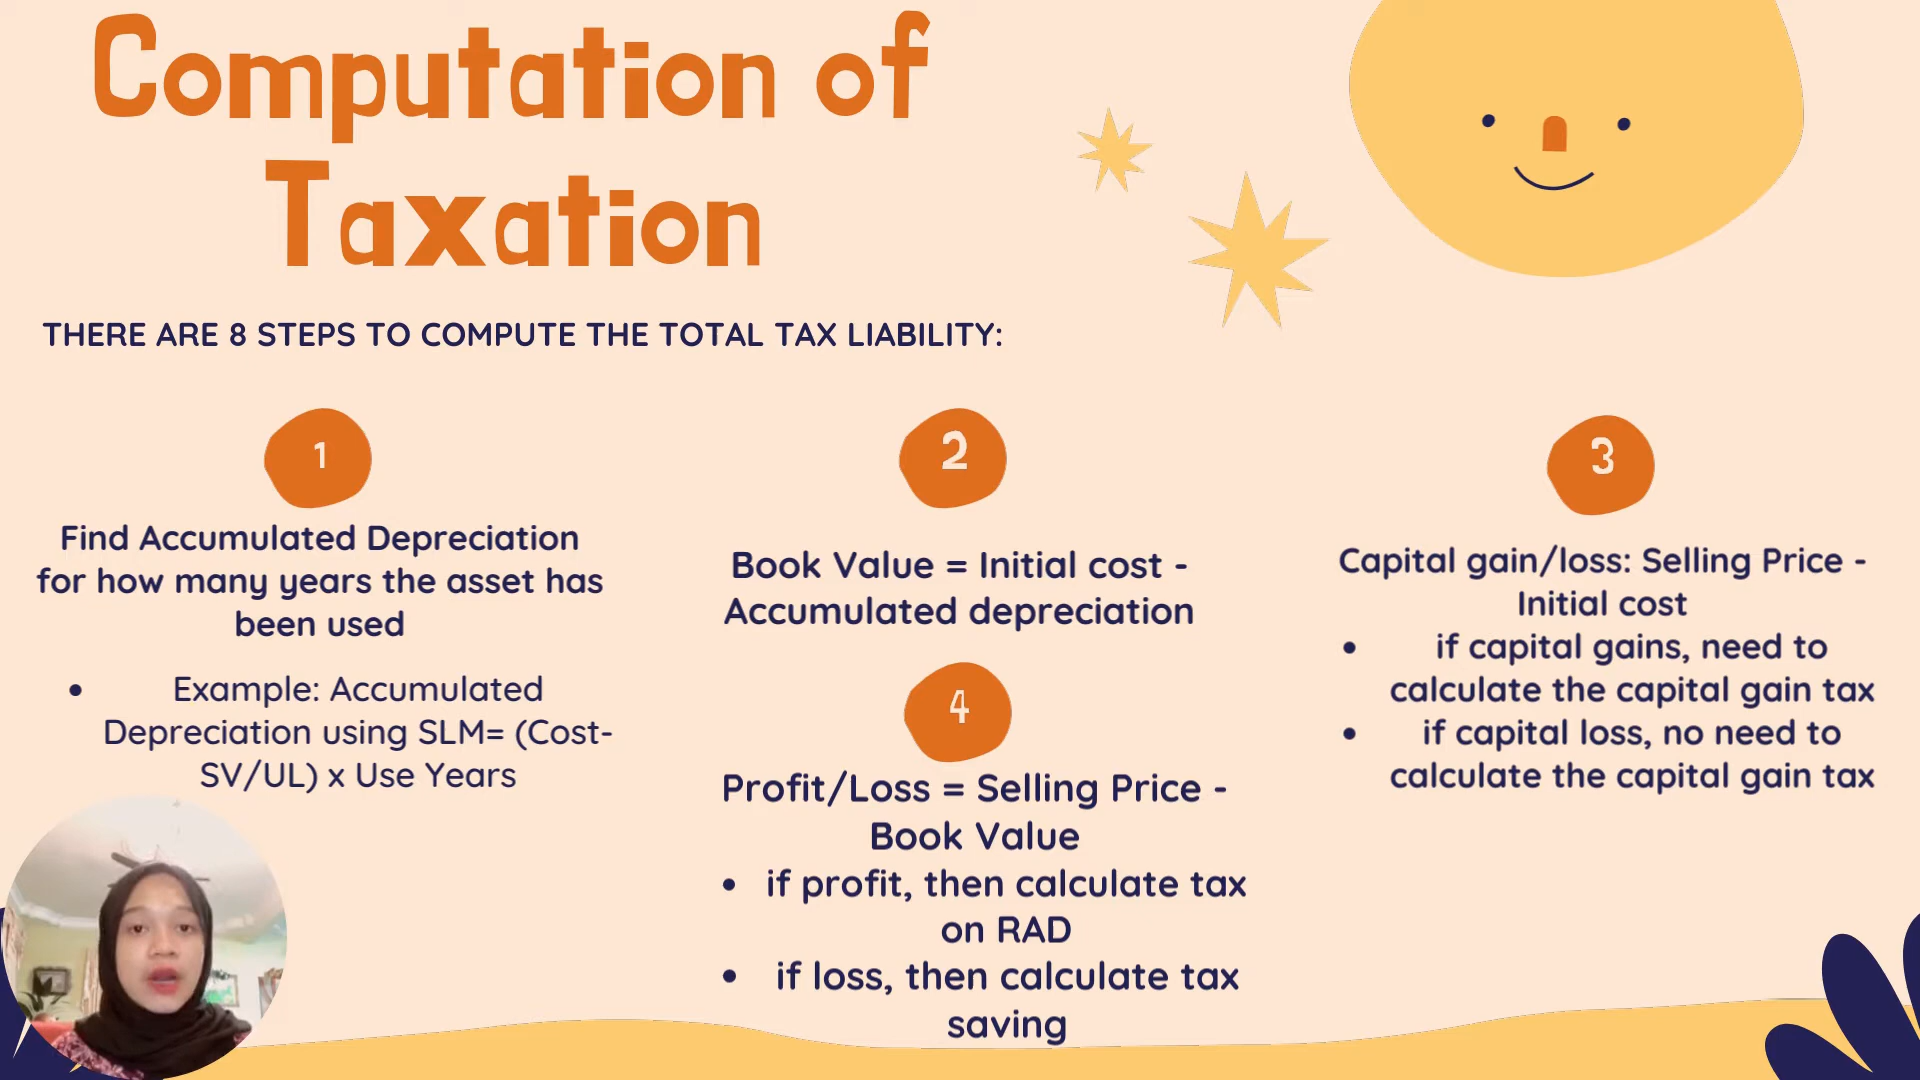 Computation of
Taxation
THERE ARE 8 STEPS TO COMPUTE THE TOTAL TAX LIABILITY:
1
Find Accumulated Depreciation
for how many years the asset has
been used
• Example: Accumulated
Depreciation using SLM= (Cost-
SV/UL) x Use Years
2
Book Value = Initial cost -
Accumulated depreciation
3
Capital gain/loss: Selling Price -
Initial cost
• if capital gains, need to
calculate the capital gain tax
• if capital loss, no need to
calculate the capital gain tax
4
Profit/Loss = Selling Price -
Book Value
• if profit, then calculate tax
on RAD
• if loss, then calculate tax
saving